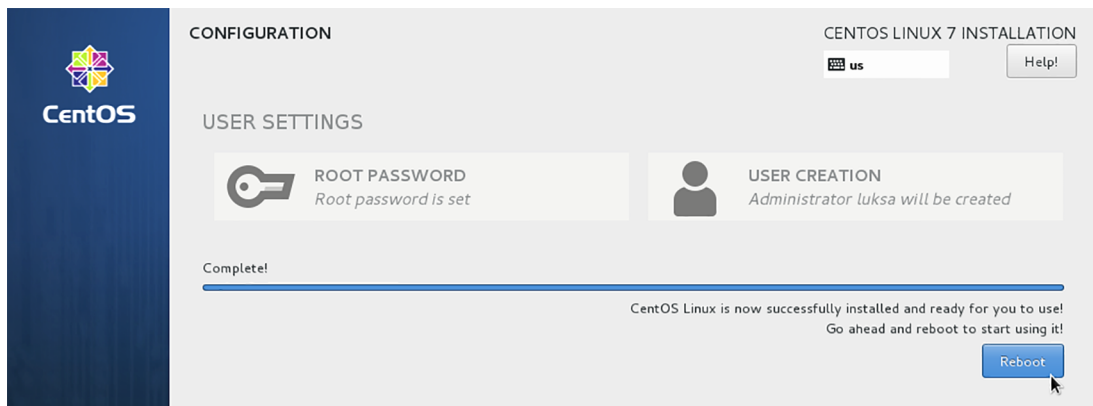 CentOS
CONFIGURATION
CENTOS LINUX 7 INSTALLATION
us
Help!
USER SETTINGS
ROOT PASSWORD
Root password is set
USER CREATION
Administrator luksa will be created
Complete!
CentOS Linux is now successfully installed and ready for you to use!
Go ahead and reboot to start using it!
Reboot